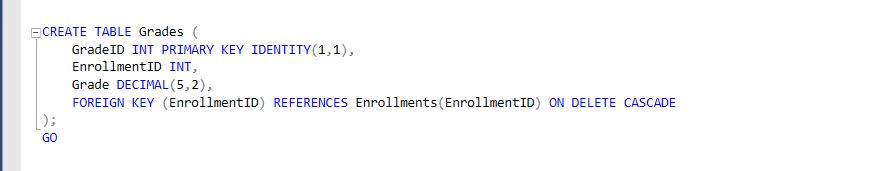 CREATE TABLE Grades (
GradeID INT PRIMARY KEY IDENTITY(1,1),
EnrollmentID INT,
Grade DECIMAL(5,2),
FOREIGN KEY (EnrollmentID) REFERENCES Enrollments(EnrollmentID) ON DELETE CASCADE
);
GO